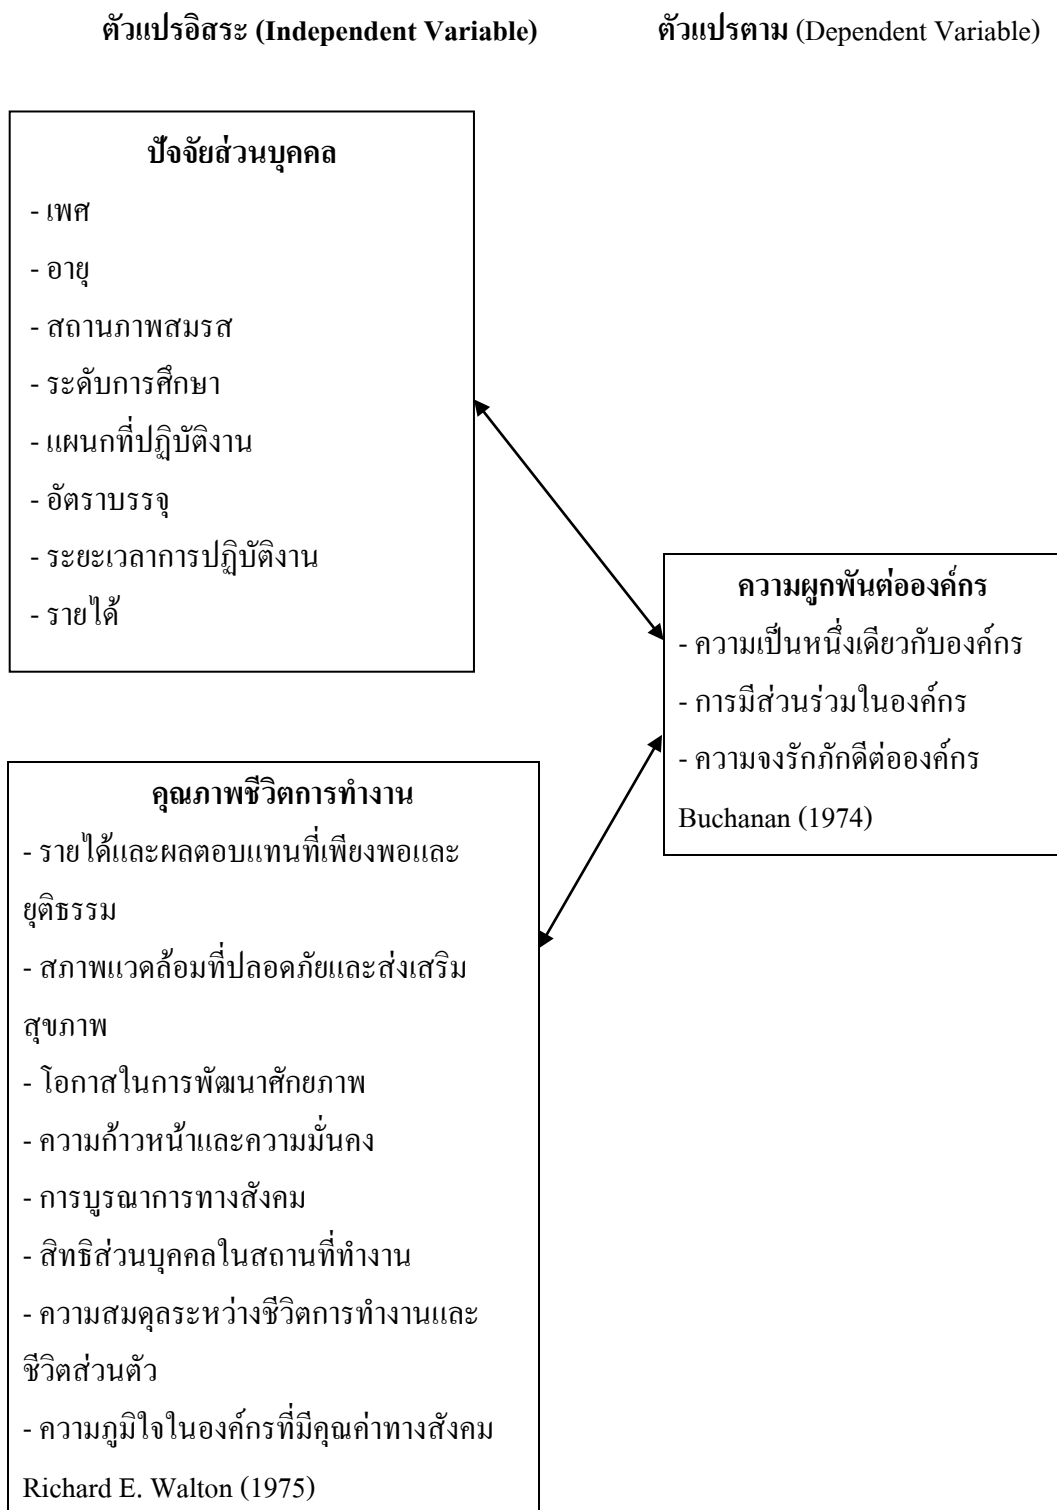 ตัวแปรอิสระ (Independent Variable)
ตัวแปรตาม (Dependent Variable)
ปัจจัยส่วนบุคคล
- เพศ
- อายุ
- สถานภาพสมรส
- ระดับการศึกษา
- แผนกที่ปฏิบัติงาน
- อัตราบรรจุ
- ระยะเวลาการปฏิบัติงาน
- รายได้
ความผูกพันต่อองค์กร
- ความเป็นหนึ่งเดียวกับองค์กร
- การมีส่วนร่วมในองค์กร
- ความจงรักภักดีต่อองค์กร
Buchanan (1974)
คุณภาพชีวิตการทำงาน
- รายได้และผลตอบแทนที่เพียงพอและ
ยุติธรรม
- สภาพแวดล้อมที่ปลอดภัยและส่งเสริม
สุขภาพ
- โอกาสในการพัฒนาศักยภาพ
- ความก้าวหน้าและความมั่นคง
- การบูรณาการทางสังคม
- สิทธิส่วนบุคคลในสถานที่ทำงาน
- ความสมดุลระหว่างชีวิตการทำงานและ
ชีวิตส่วนตัว
- ความภูมิใจในองค์กรที่มีคุณค่าทางสังคม
Richard E. Walton (1975)